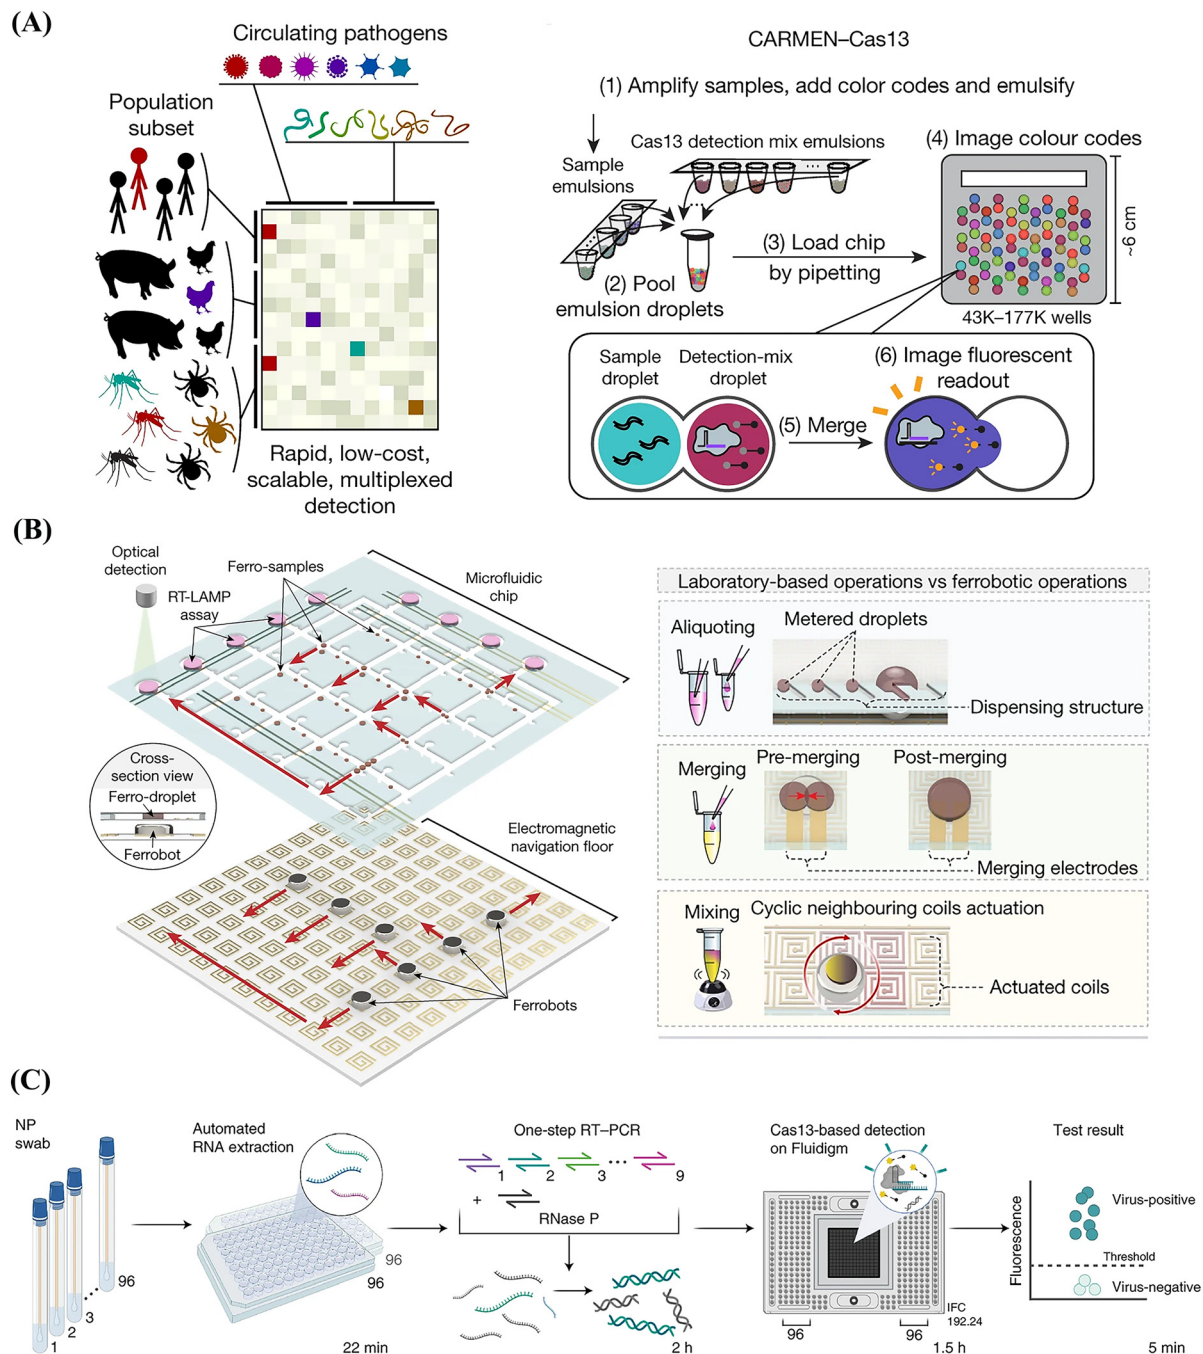 (A)
Circulating pathogens
Population
subset
Rapid, low-cost,
scalable, multiplexed
detection
CARMEN–Cas13
(1) Amplify samples, add color codes and emulsify
Cas13 detection mix emulsions
Sample
emulsions
...
...
...
(2) Pool
emulsion droplets
(3) Load chip
by pipetting
(4) Image colour codes
~6 cm
43K–177K wells
Sample
droplet
Detection-mix
droplet
(5) Merge
(6) Image fluorescent
readout
(B)
Optical
detection
RT-LAMP
assay
Ferro-samples
Microfluidic
chip
Cross-
section view
Ferro-droplet
Ferrobot
Electromagnetic
navigation floor
Ferrobots
Laboratory-based operations vs ferrobotic operations
Aliquoting
Metered droplets
Dispensing structure
Merging
Pre-merging
Post-merging
Merging electrodes
Mixing
Cyclic neighbouring coils actuation
Actuated coils
(C)
NP
swab
1
2
3
96
Automated
RNA extraction
96
96
22 min
One-step RT–PCR
1
2
3
...
9
+
RNase P
2 h
Cas13-based detection
on Fluidigm
96
96
IFC
192.24
1.5 h
Test result
Fluorescence
Virus-positive
Threshold
Virus-negative
5 min